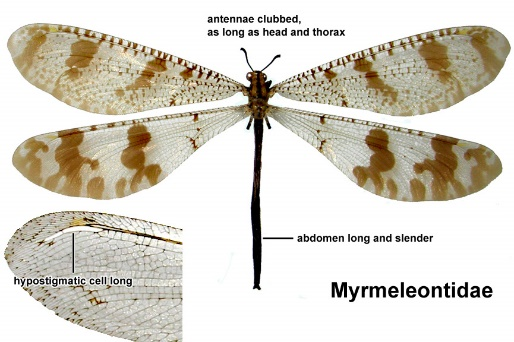 antennae clubbed,
as long as head and thorax
abdomen long and slender
hypostigmatic cell long
Myrmeleontidae